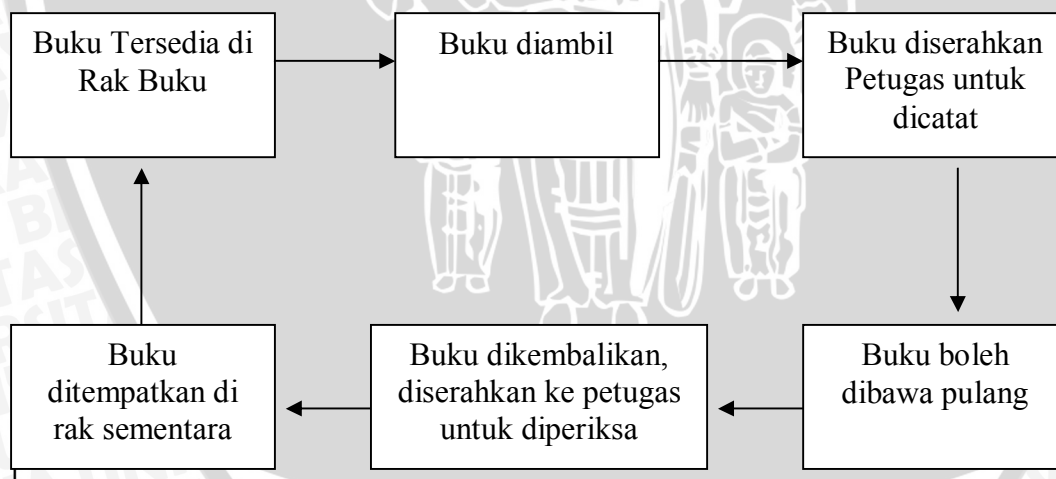 Buku Tersedia di
Rak Buku
Buku diambil
Buku diserahkan
Petugas untuk
dicatat
Buku
ditempatkan di
rak sementara
Buku dikembalikan,
diserahkan ke petugas
untuk diperiksa
Buku boleh
dibawa pulang